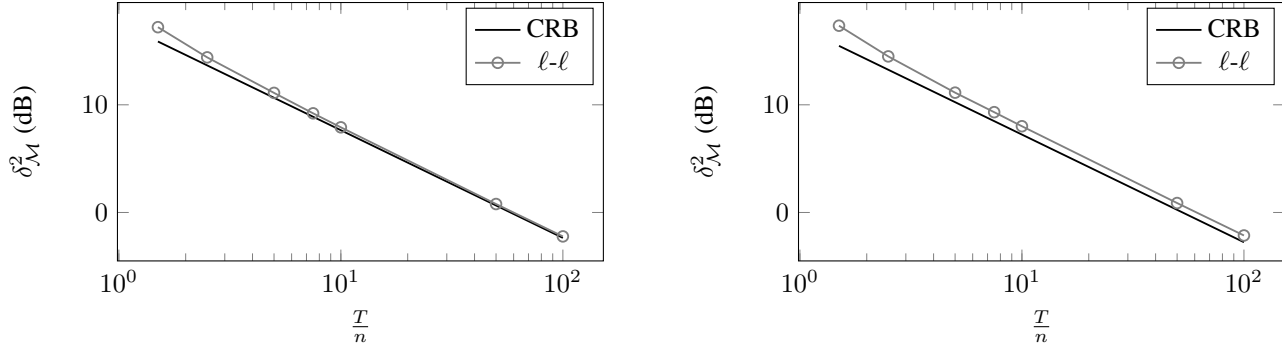 CRB
ℓ-ℓ
10
0
δ²_ℳ (dB)
10⁰ 10¹ 10²
T/n
CRB
ℓ-ℓ
10
0
δ²_ℳ (dB)
10⁰ 10¹ 10²
T/n